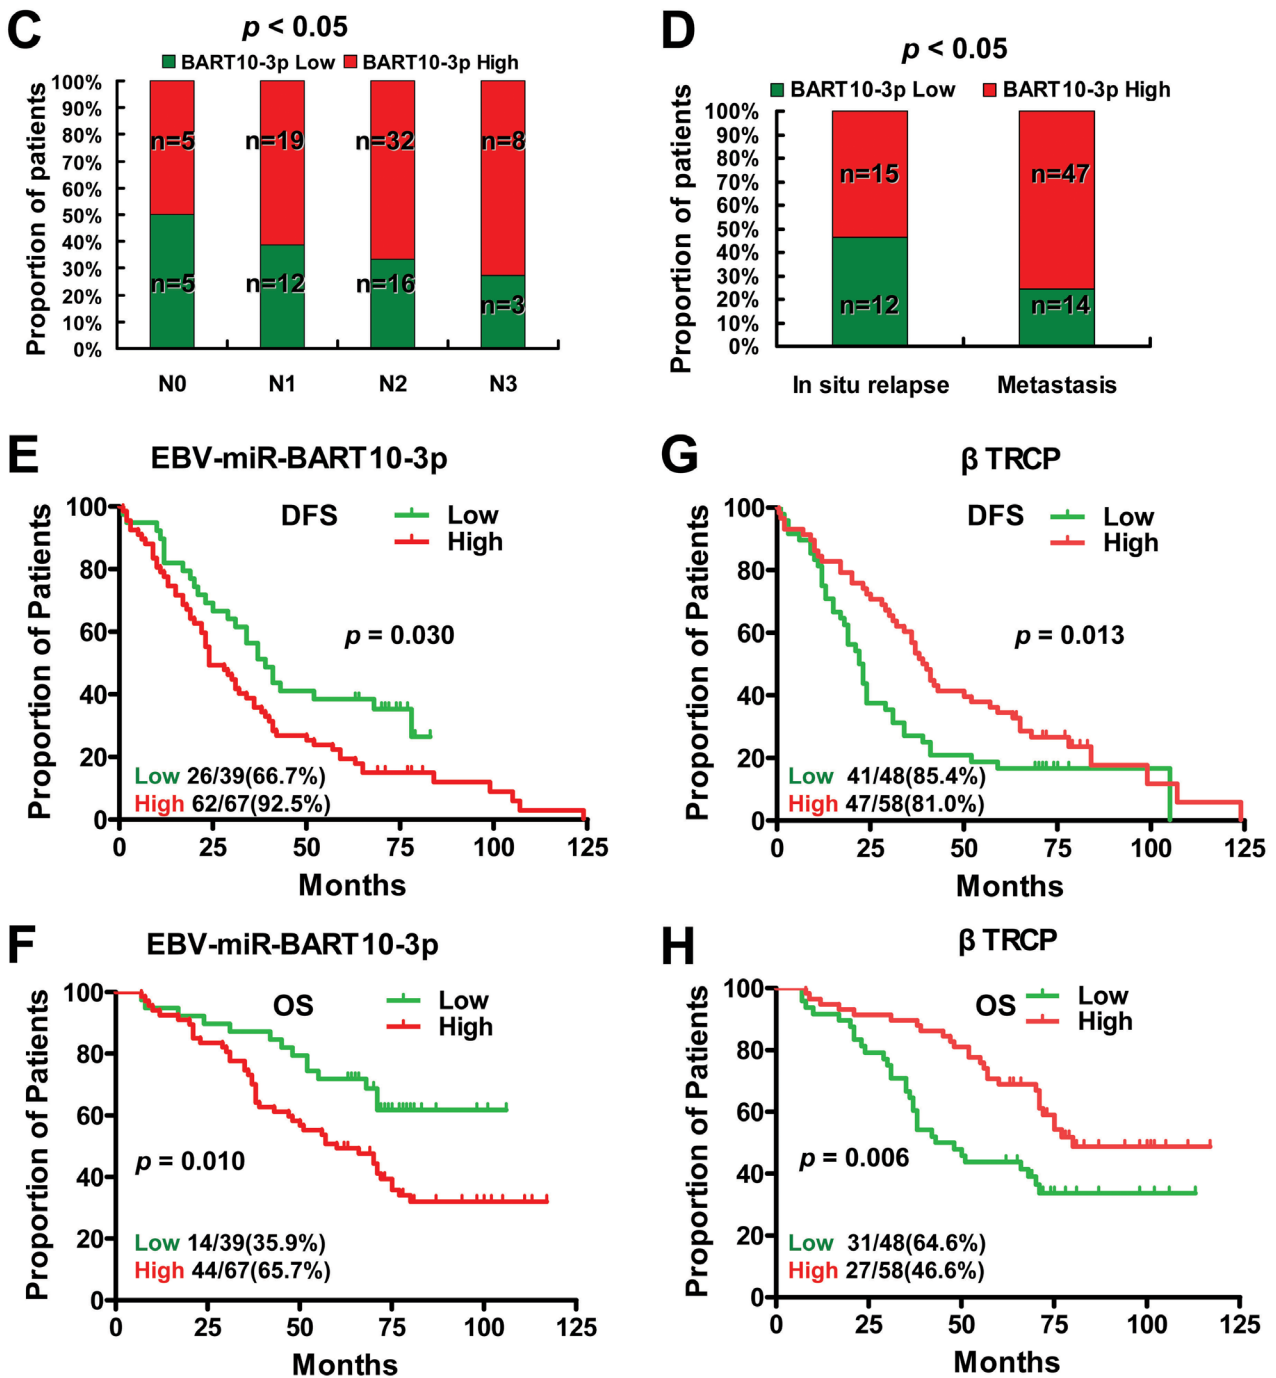 C
p < 0.05
BART10-3p Low BART10-3p High
Proportion of patients
100%
90%
80%
70%
60%
50%
40%
30%
20%
10%
0%
n=5 n=19 n=32 n=8
n=5 n=12 n=16 n=3
N0 N1 N2 N3
D
p < 0.05
BART10-3p Low BART10-3p High
Proportion of patients
100%
90%
80%
70%
60%
50%
40%
30%
20%
10%
0%
n=15 n=47
n=12 n=14
In situ relapse Metastasis
E
EBV-miR-BART10-3p
DFS
Low
High
Proportion of Patients
100
80
60
40
20
0
p = 0.030
Low 26/39(66.7%)
High 62/67(92.5%)
0 25 50 75 100 125
Months
G
β TRCP
DFS
Low
High
Proportion of Patients
100
80
60
40
20
0
p = 0.013
Low 41/48(85.4%)
High 47/58(81.0%)
0 25 50 75 100 125
Months
F
EBV-miR-BART10-3p
OS
Low
High
Proportion of Patients
100
80
60
40
20
0
p = 0.010
Low 14/39(35.9%)
High 44/67(65.7%)
0 25 50 75 100 125
Months
H
β TRCP
OS
Low
High
Proportion of Patients
100
80
60
40
20
0
p = 0.006
Low 31/48(64.6%)
High 27/58(46.6%)
0 25 50 75 100 125
Months